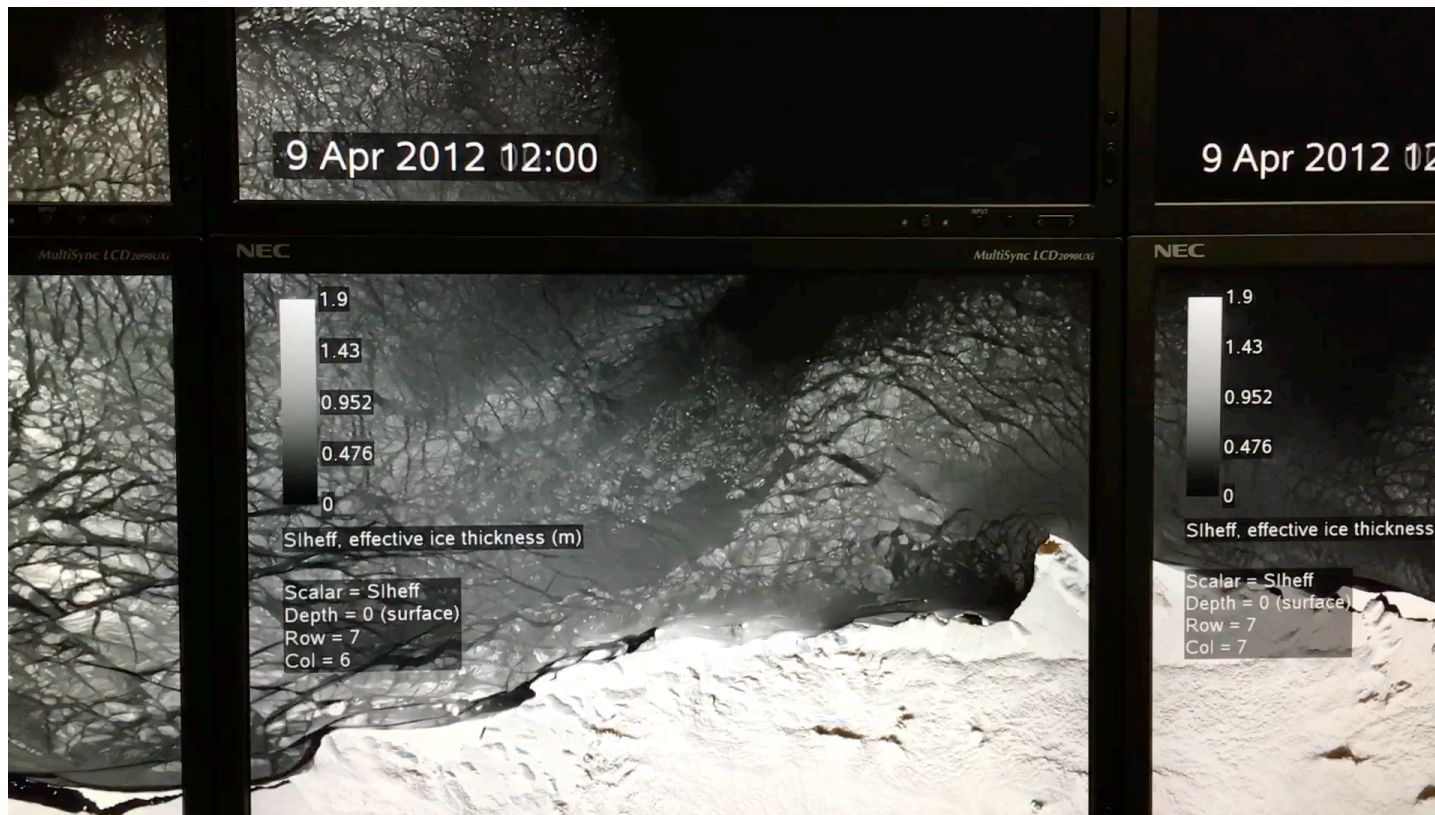 9 Apr 2012 12:00
9 Apr 2012
INPUT
MultiSync LCD2090UXi
NEC
MultiSync LCD2090UXi
NEC
1.9
1.43
0.952
0.476
0
SIheff, effective ice thickness (m)
Scalar = SIheff
Depth = 0 (surface)
Row = 7
Col = 6
1.9
1.43
0.952
0.476
0
SIheff, effective ice thickness
Scalar = SIheff
Depth = 0 (surface)
Row = 7
Col = 7